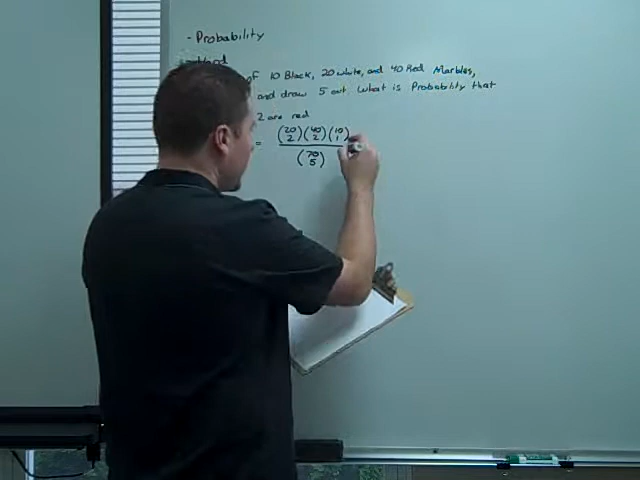 - Probability
of 10 Black, 20 white, and 40 Red Marbles,
and draw 5 out what is Probability that
2 are red
= (20 2)(40 2)(10 1)
(70 5)